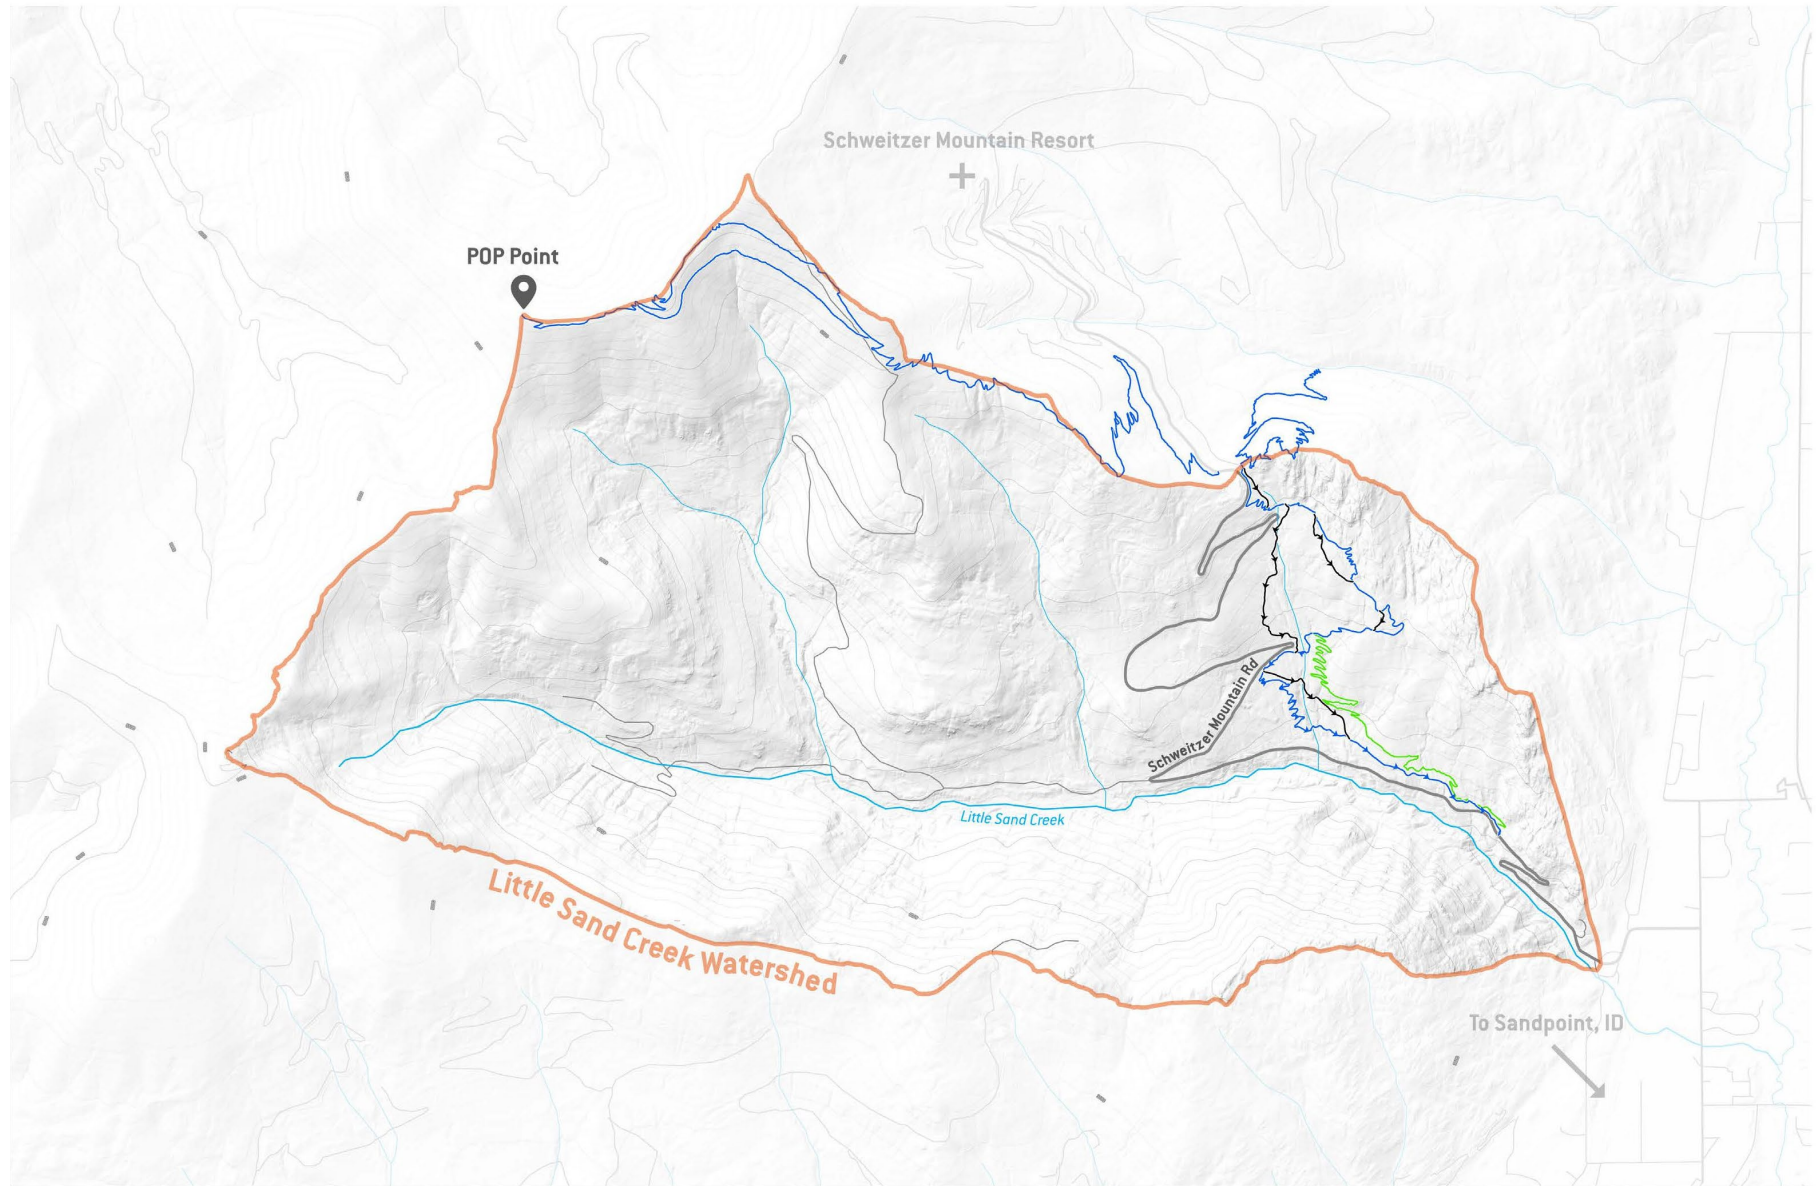 Schweitzer Mountain Resort
POP Point
Schweitzer Mountain Rd
Little Sand Creek
Little Sand Creek Watershed
To Sandpoint, ID